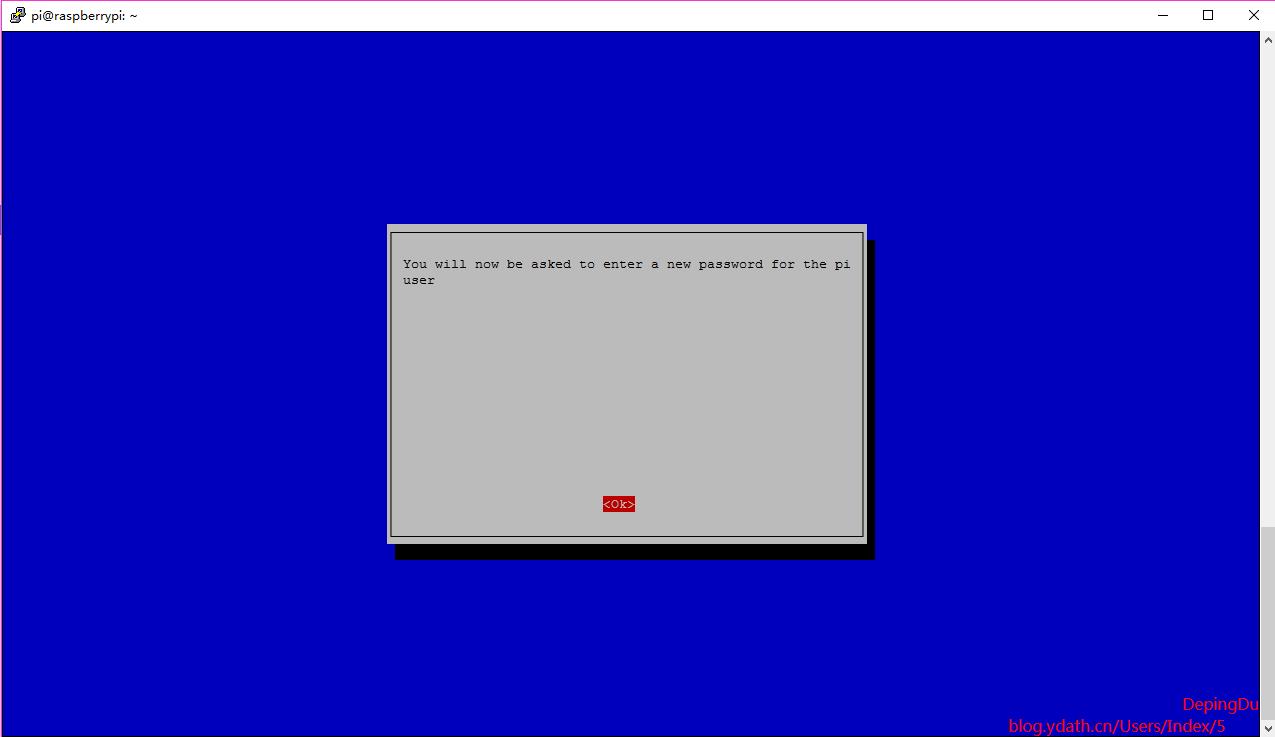 pi@raspberrypi: ~
You will now be asked to enter a new password for the pi
user
<Ok>
DepingDu
blog.ydath.cn/Users/Index/5